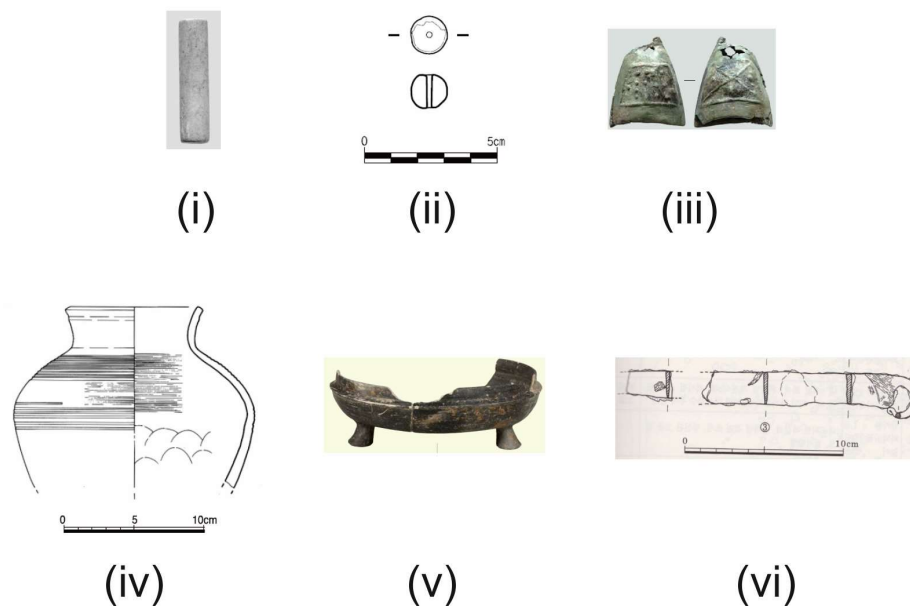 0 5cm
(i) (ii) (iii)
0 5 10cm
③
0 10cm
(iv) (v) (vi)